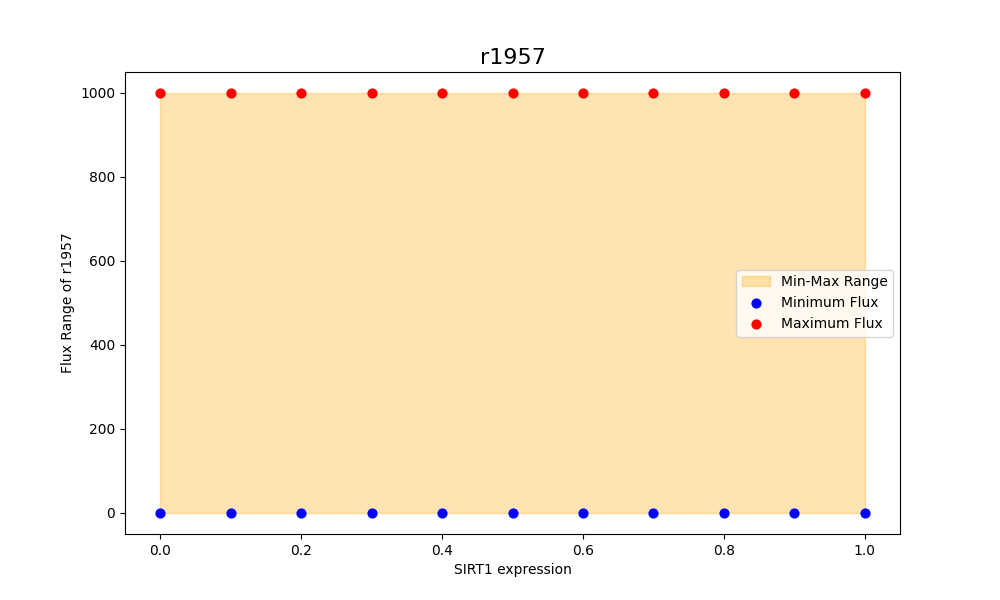 r1957
1000
800
600
400
200
0
Flux Range of r1957
Min-Max Range
Minimum Flux
Maximum Flux
0.0 0.2 0.4 0.6 0.8 1.0
SIRT1 expression